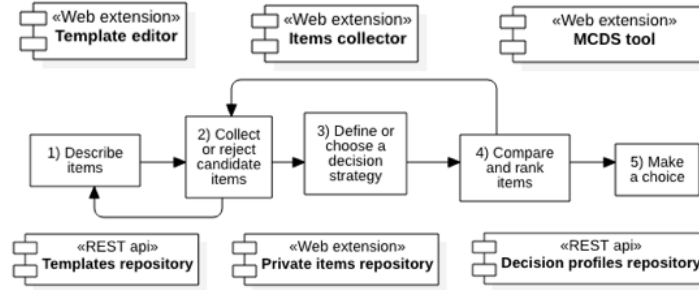 «Web extension»
Template editor
«Web extension»
Items collector
«Web extension»
MCDS tool
1) Describe
items
2) Collect
or reject
candidate
items
3) Define or
choose a
decision
strategy
4) Compare
and rank
items
5) Make
a choice
«REST api»
Templates repository
«Web extension»
Private items repository
«REST api»
Decision profiles repository